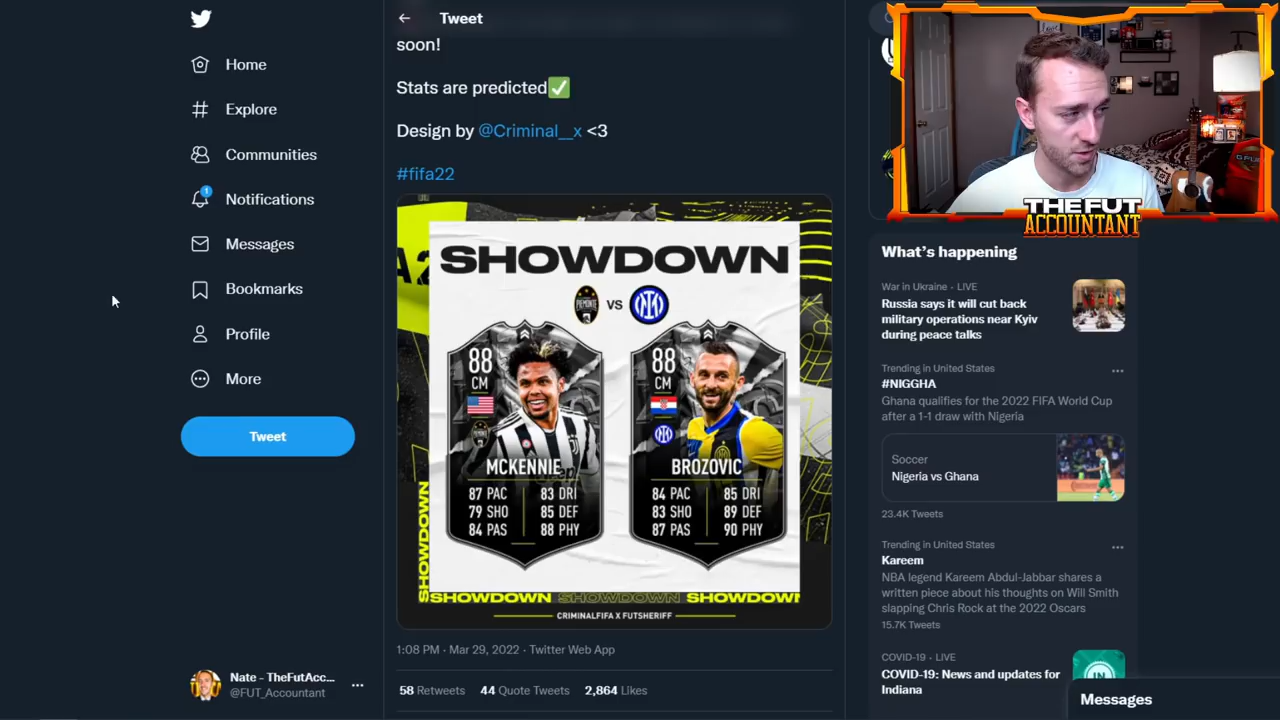 Home
Explore
Communities
Notifications
1
Messages
Bookmarks
Profile
More
Tweet
Nate - TheFutAcc...
@FUT_Accountant
Tweet
soon!
Stats are predicted✅
Design by @Criminal__x <3
#fifa22
SHOWDOWN
PIEMONTE
VS
88
CM
MCKENNIE
87 PAC 83 DRI
79 SHO 85 DEF
84 PAS 88 PHY
88
CM
BROZOVIC
84 PAC 85 DRI
83 SHO 89 DEF
87 PAS 90 PHY
SHOWDOWN
SHOWDOWN SHOWDOWN SHOWDOWN
CRIMINALFIFA X FUTSHERIFF
1:08 PM · Mar 29, 2022 · Twitter Web App
58 Retweets 44 Quote Tweets 2,864 Likes
THE FUT
ACCOUNTANT
What's happening
War in Ukraine · LIVE
Russia says it will cut back
military operations near Kyiv
during peace talks
Trending in United States
#NIGGHA
Ghana qualifies for the 2022 FIFA World Cup
after a 1-1 draw with Nigeria
Soccer
Nigeria vs Ghana
23.4K Tweets
Trending in United States
Kareem
NBA legend Kareem Abdul-Jabbar shares a
written piece about his thoughts on Will Smith
slapping Chris Rock at the 2022 Oscars
15.7K Tweets
COVID-19 · LIVE
COVID-19: News and updates for
Indiana
Messages